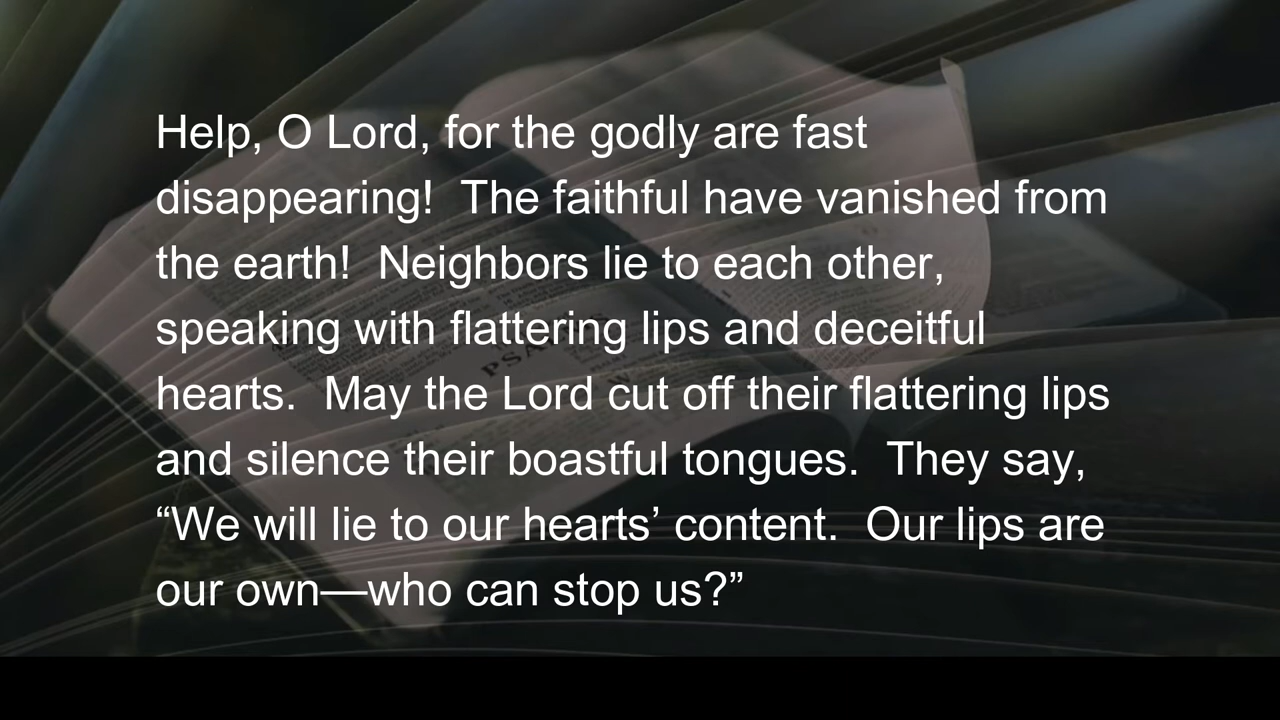 Help, O Lord, for the godly are fast
disappearing!  The faithful have vanished from
the earth!  Neighbors lie to each other,
speaking with flattering lips and deceitful
hearts.  May the Lord cut off their flattering lips
and silence their boastful tongues.  They say,
“We will lie to our hearts’ content.  Our lips are
our own—who can stop us?”